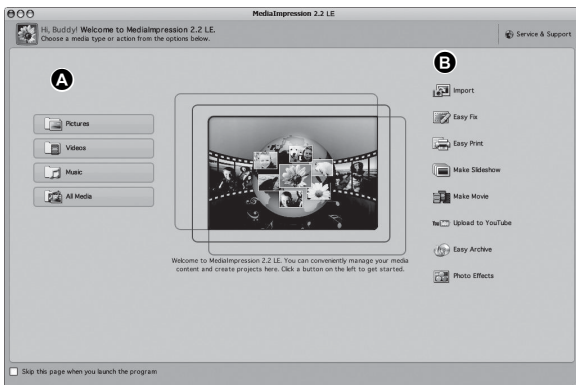 MediaImpression 2.2 LE
Hi, Buddy! Welcome to MediaImpression 2.2 LE.
Choose a media type or action from the options below.
Service & Support
A
B
Pictures
Videos
Music
All Media
Import
Easy Fix
Easy Print
Make Slideshow
Make Movie
Upload to YouTube
Easy Archive
Photo Effects
Welcome to MediaImpression 2.2 LE. You can conveniently manage your media
content and create projects here. Click a button on the left to get started.
Skip this page when you launch the program